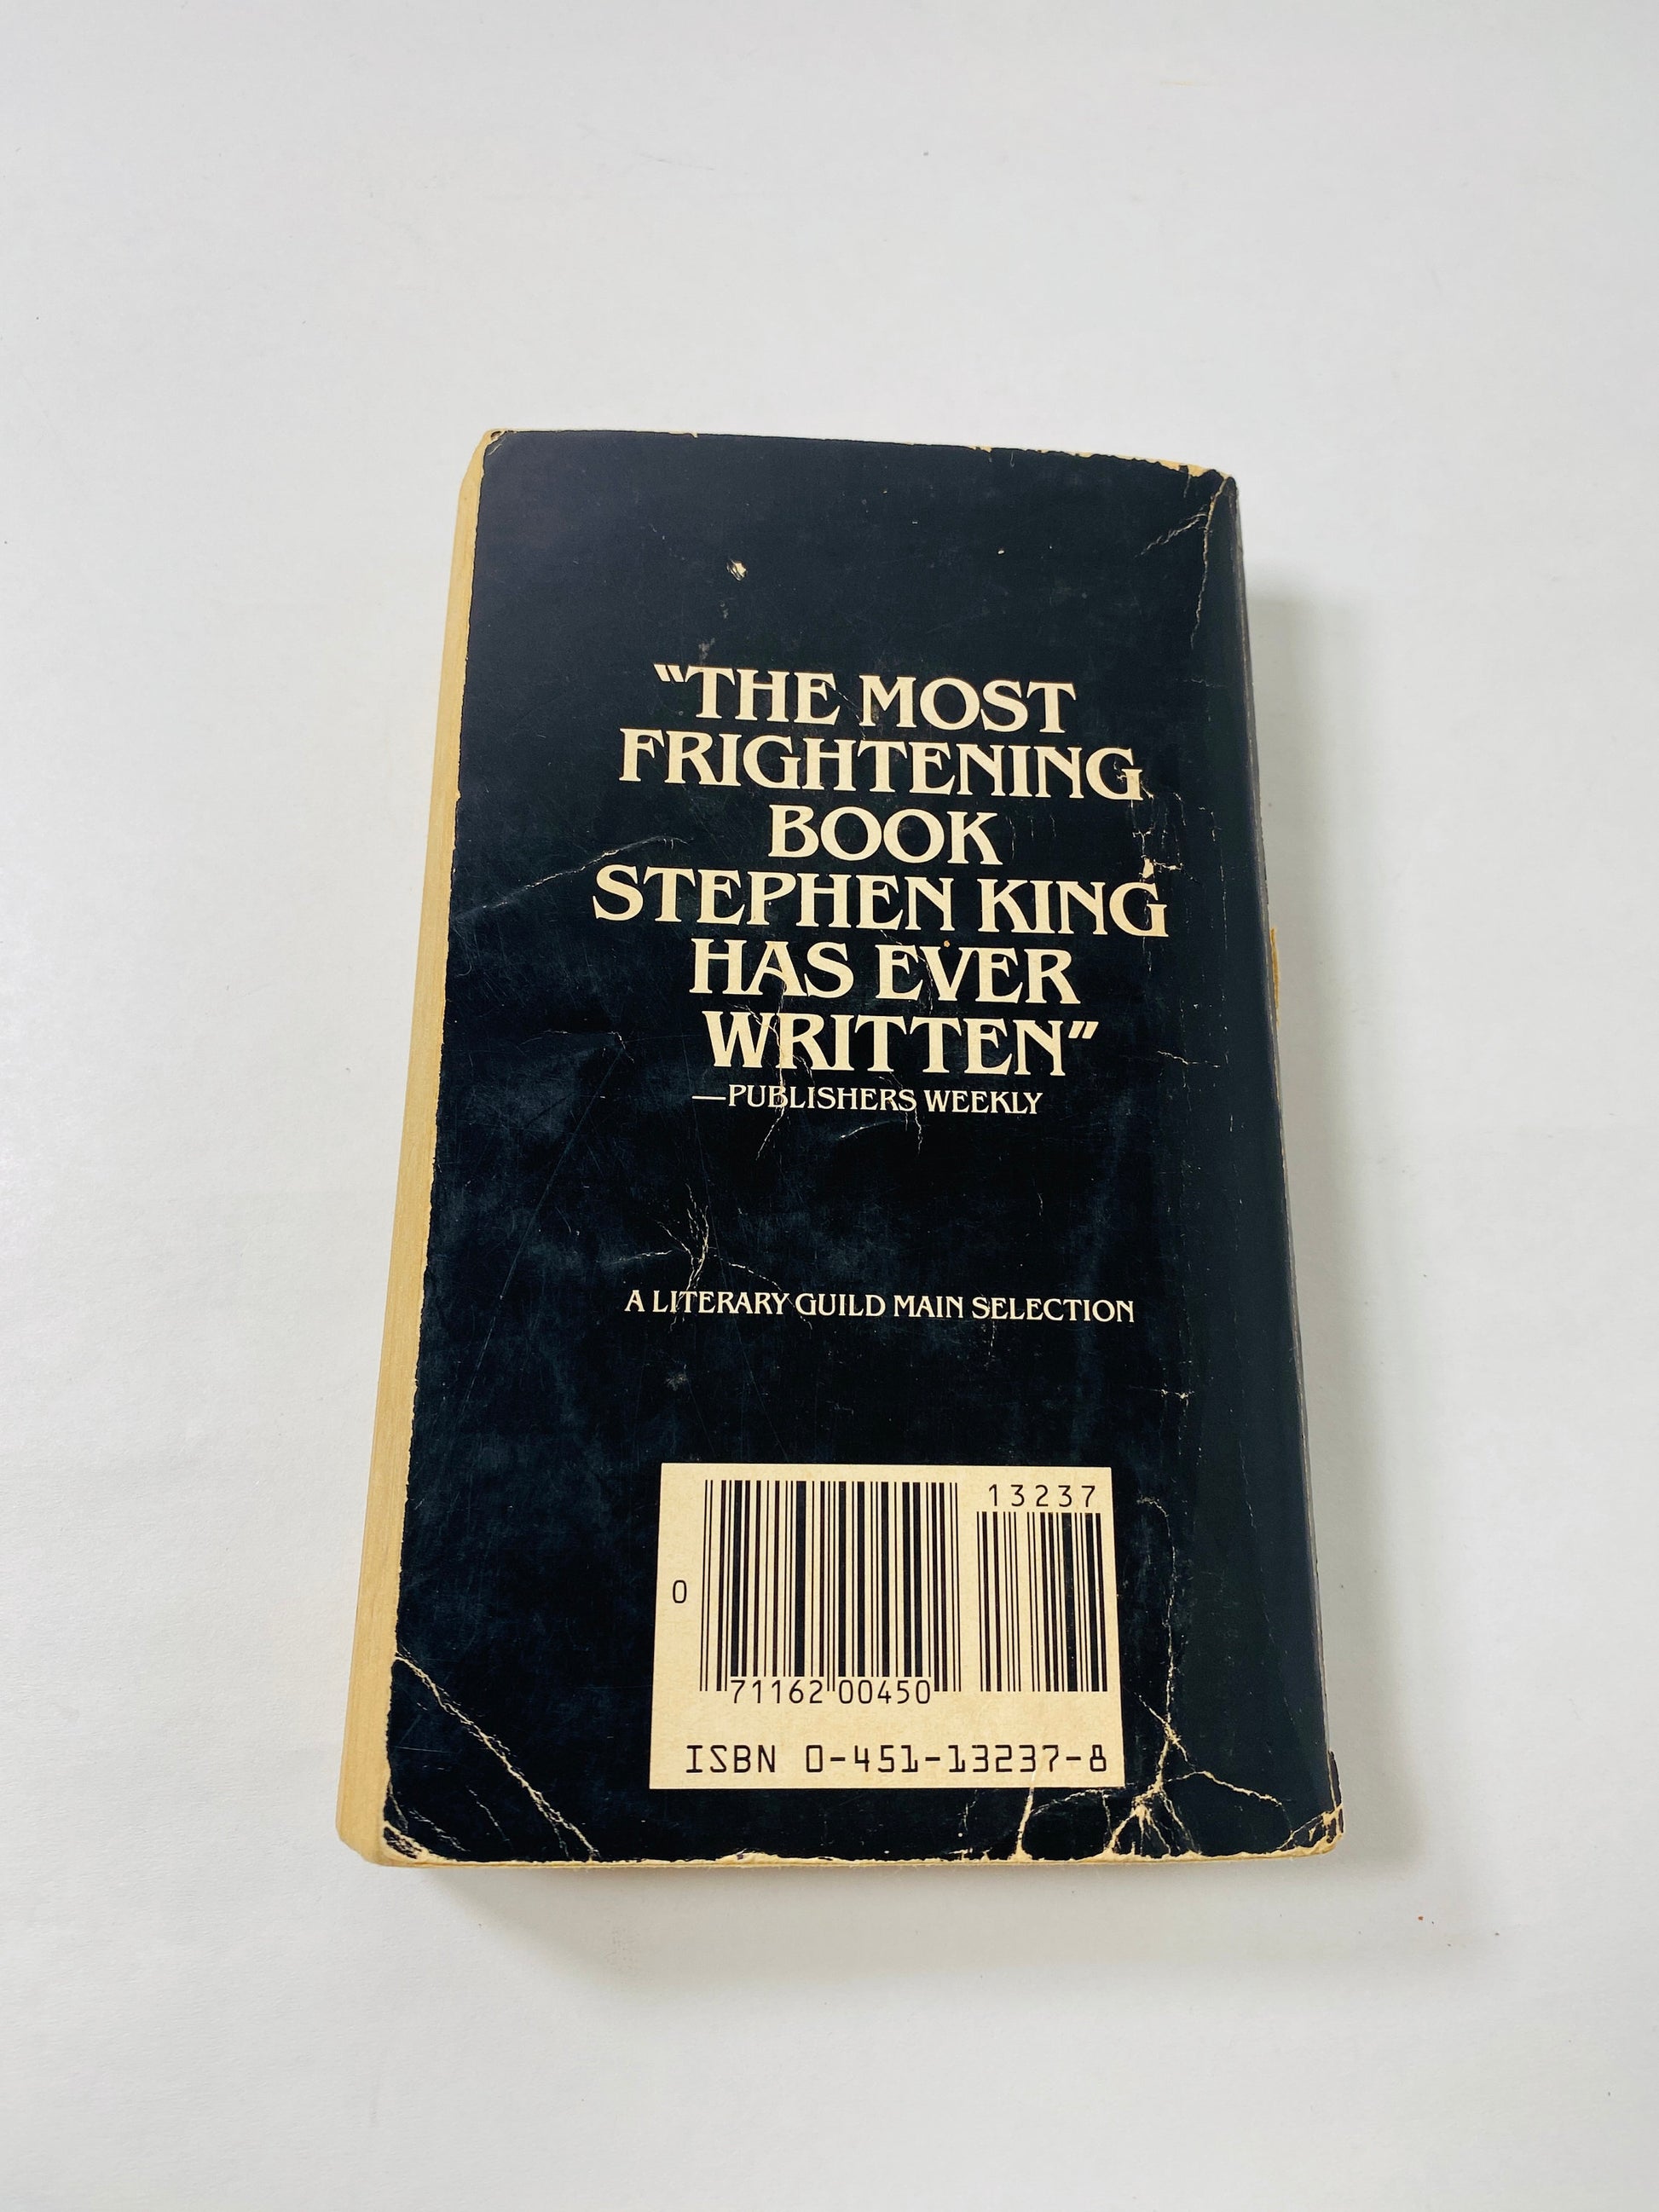 “THE MOST
FRIGHTENING
BOOK
STEPHEN KING
HAS EVER
WRITTEN”
—PUBLISHERS WEEKLY
A LITERARY GUILD MAIN SELECTION
13237
0
71162 00450
ISBN 0-451-13237-8